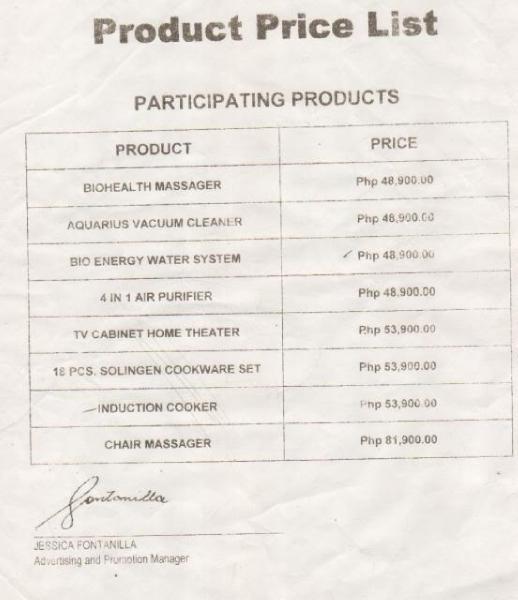 Product Price List
PARTICIPATING PRODUCTS
PRODUCT PRICE
BIOHEALTH MASSAGER Php 48,900.00
AQUARIUS VACUUM CLEANER Php 48,900.00
BIO ENERGY WATER SYSTEM Php 48,900.00
4 IN 1 AIR PURIFIER Php 48,900.00
TV CABINET HOME THEATER Php 53,900.00
18 PCS. SOLINGEN COOKWARE SET Php 53,900.00
INDUCTION COOKER Php 53,900.00
CHAIR MASSAGER Php 81,900.00
Fontanilla
JESSICA FONTANILLA
Advertising and Promotion Manager